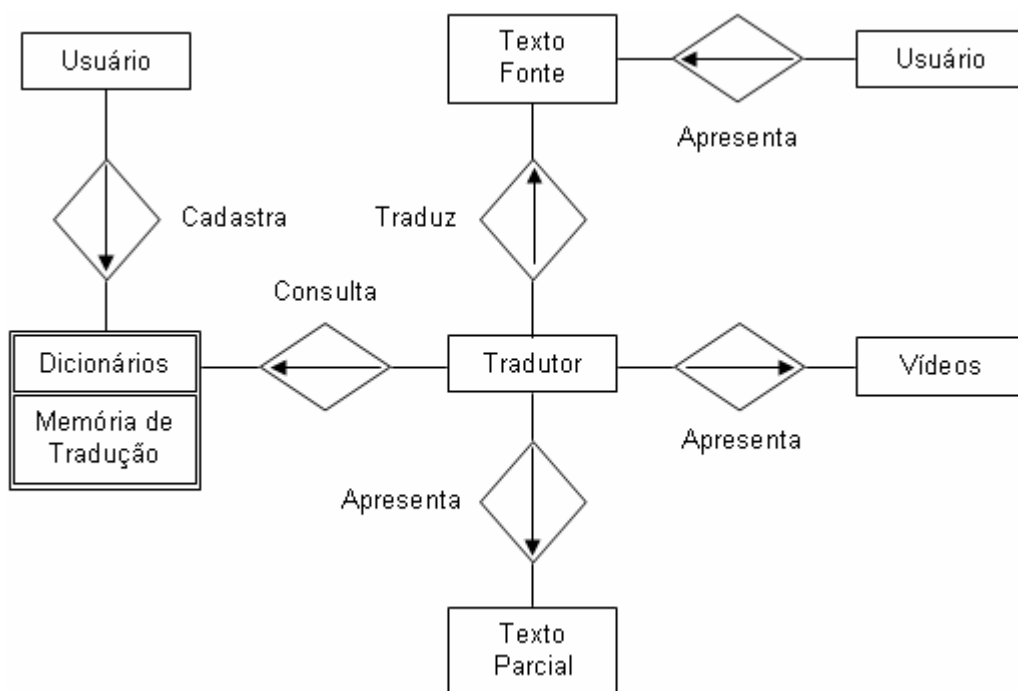 Usuário
Texto
Fonte
Usuário
Apresenta
Cadastra
Traduz
Consulta
Dicionários
Memória de
Tradução
Tradutor
Vídeos
Apresenta
Apresenta
Texto
Parcial